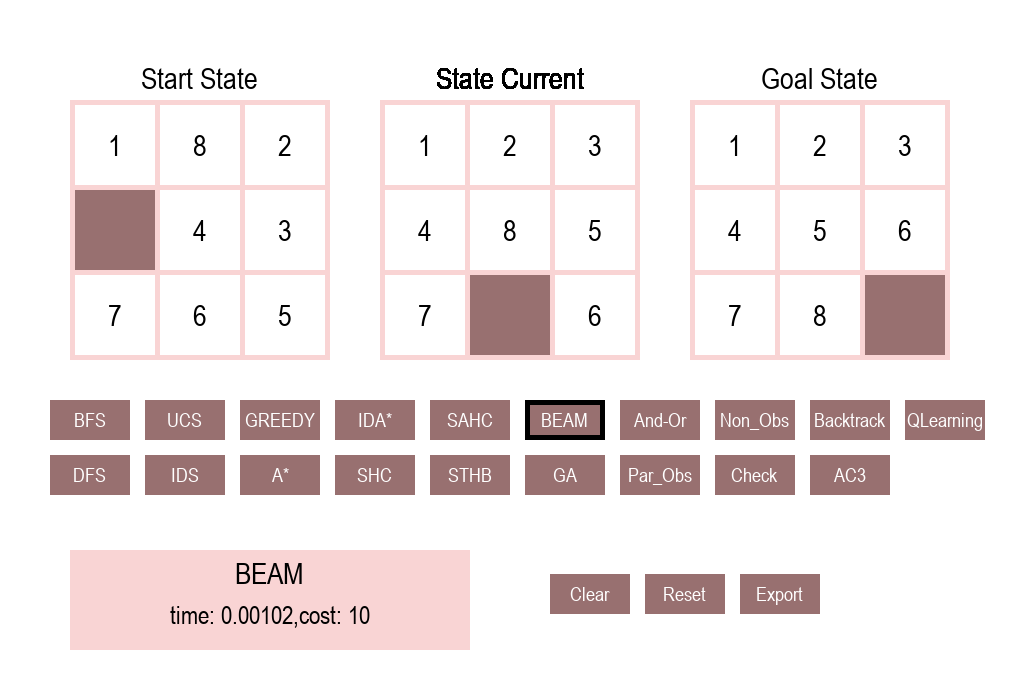 Start State State Current Goal State
1 8 2 1 2 3 1 2 3
4 3 4 8 5 4 5 6
7 6 5 7 6 7 8
BFS UCS GREEDY IDA* SAHC BEAM And-Or Non_Obs Backtrack QLearning
DFS IDS A* SHC STHB GA Par_Obs Check AC3
BEAM
time: 0.00102,cost: 10
Clear Reset Export